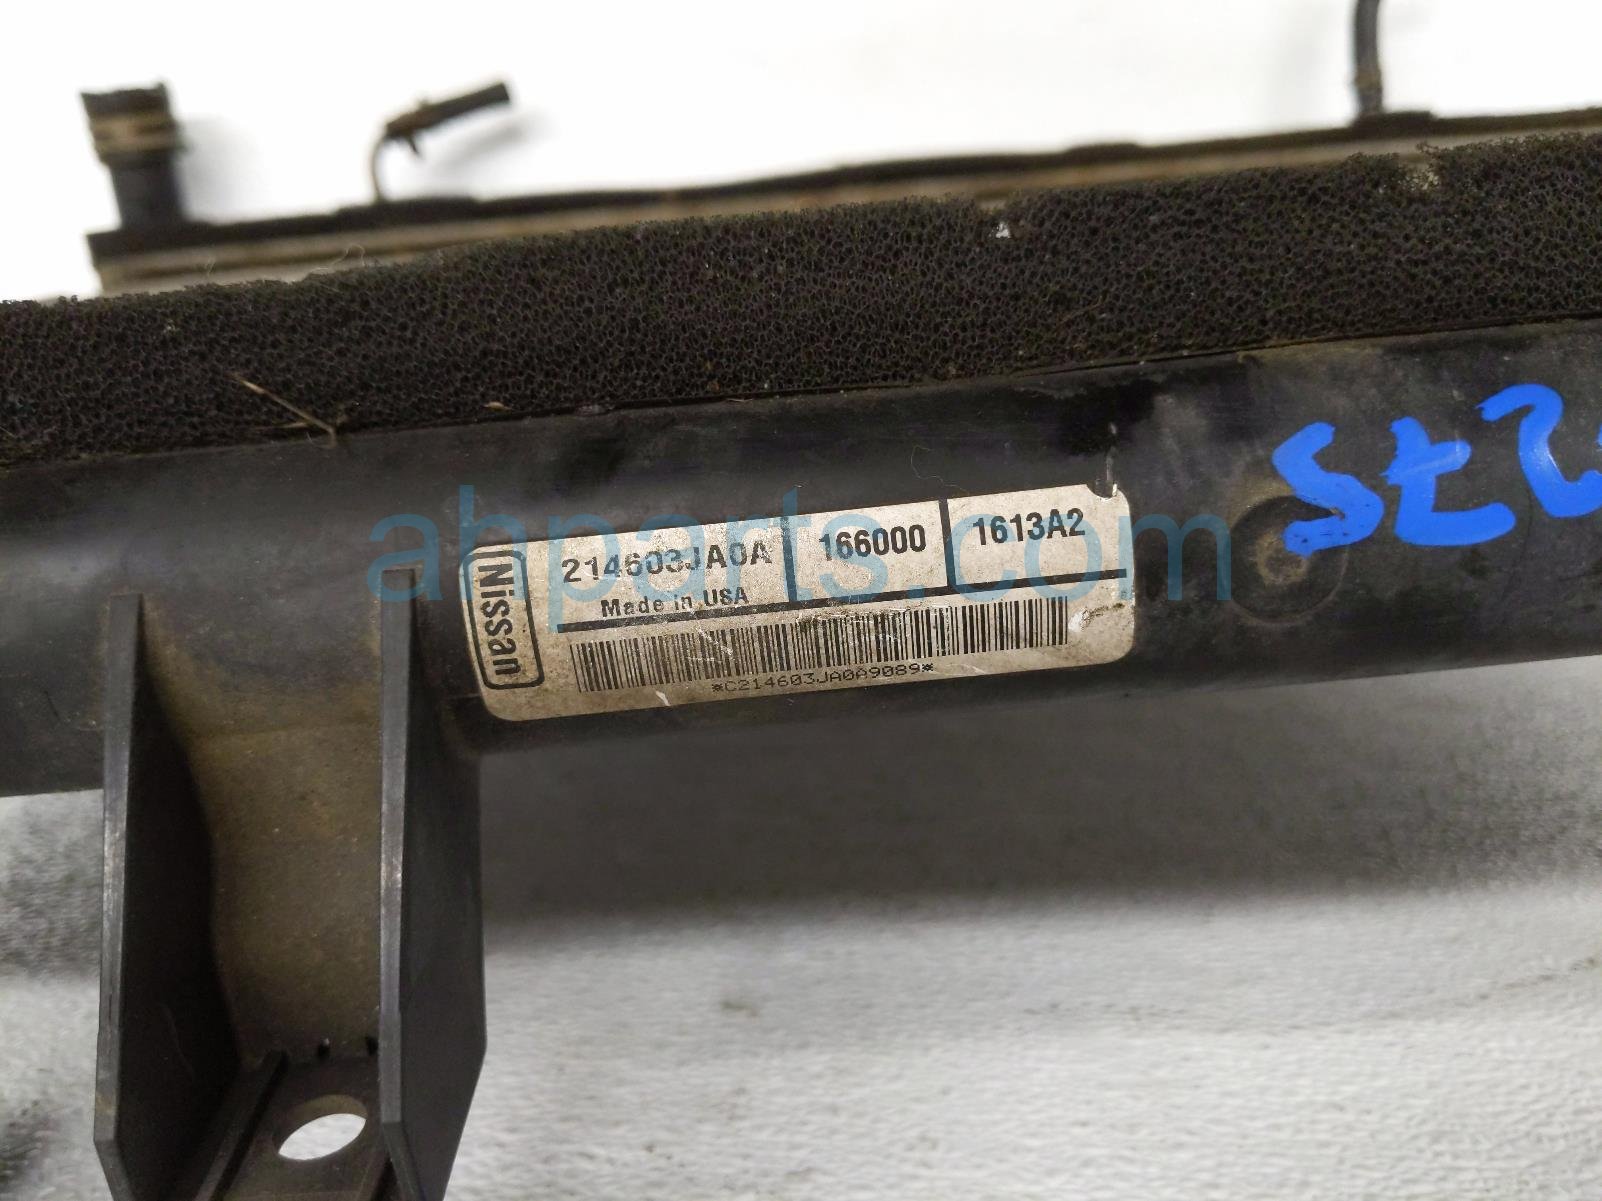 Nissan
214603JA0A 166000 1613A2
Made in USA
*C214603JA0A9089*
ahparts.com